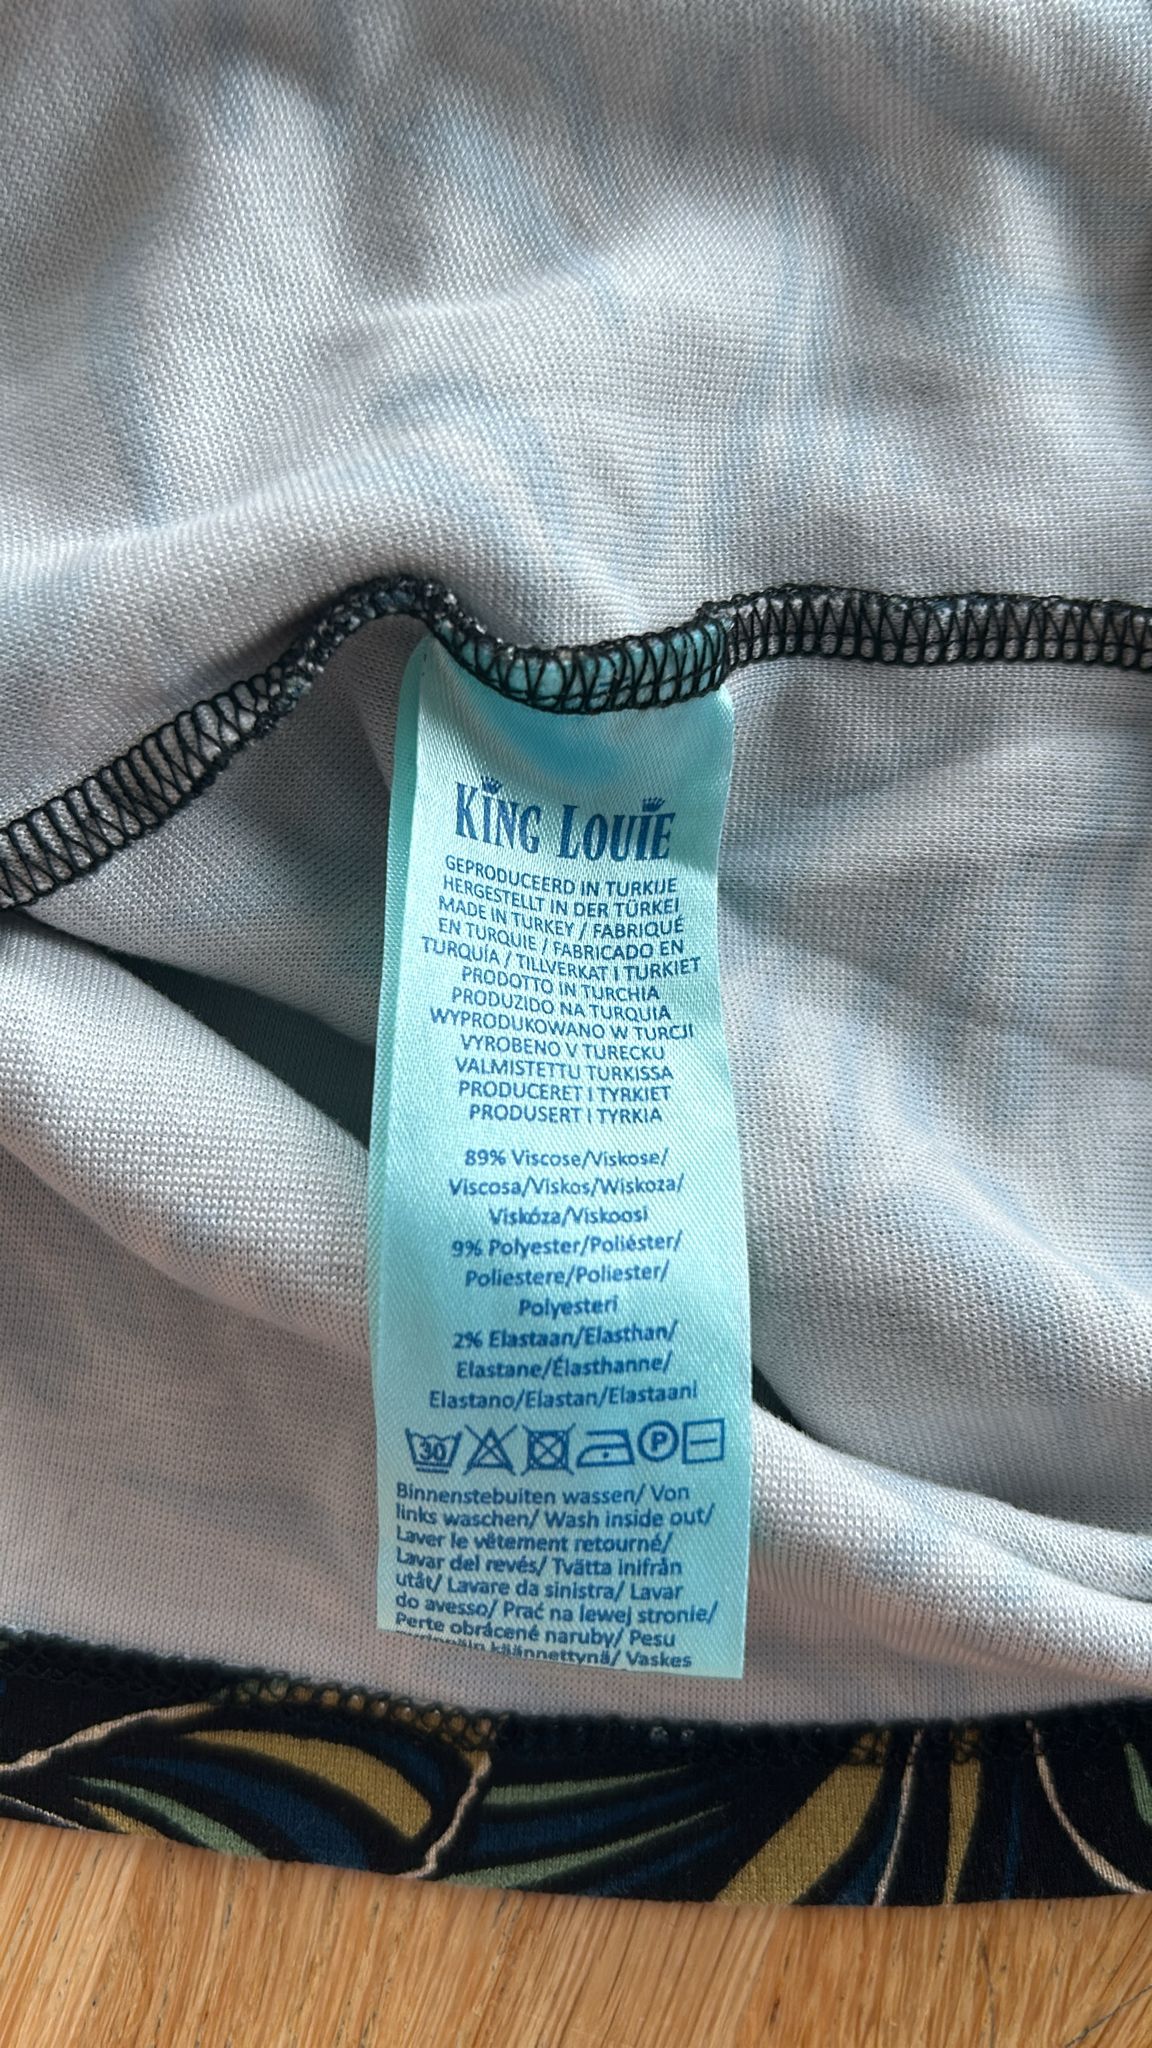 KING LOUIE
GEPRODUCEERD IN TURKIJE
HERGESTELLT IN DER TÜRKEI
MADE IN TURKEY / FABRIQUÉ
EN TURQUIE / FABRICADO EN
TURQUÍA / TILLVERKAT I TURKIET
PRODOTTO IN TURCHIA
PRODUZIDO NA TURQUIA
WYPRODUKOWANO W TURCJI
VYROBENO V TURECKU
VALMISTETTU TURKISSA
PRODUCERET I TYRKIET
PRODUSERT I TYRKIA
89% Viscose/Viskose/
Viscosa/Viskos/Wiskoza/
Viskóza/Viskoosi
9% Polyester/Poliéster/
Poliestere/Poliester/
Polyesteri
2% Elastaan/Elasthan/
Elastane/Élasthanne/
Elastano/Elastan/Elastaani
30 P
Binnenstebuiten wassen/ Von
links waschen/ Wash inside out/
Laver le vêtement retourné/
Lavar del revés/ Tvätta inifrån
utåt/ Lavare da sinistra/ Lavar
do avesso/ Prać na lewej stronie/
Perte obrácené naruby/ Pesu
käännettynä/ Vaskes